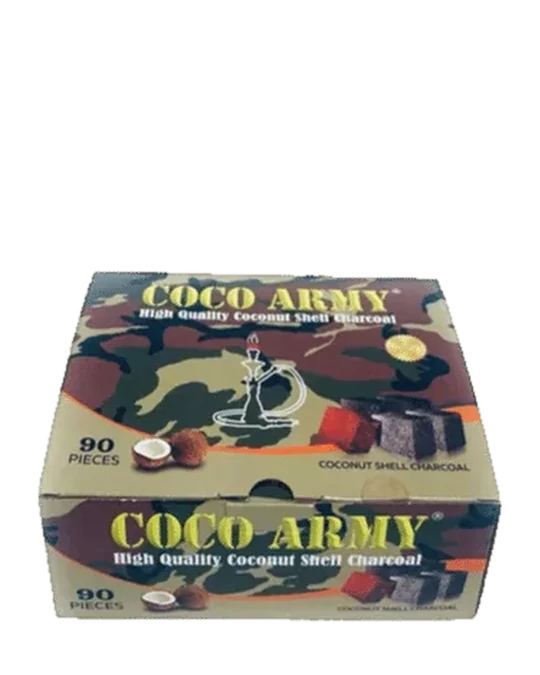 COCO ARMY®
High Quality Coconut Shell Charcoal
90
PIECES
COCONUT SHELL CHARCOAL
COCO ARMY®
High Quality Coconut Shell Charcoal
90
PIECES
COCONUT SHELL CHARCOAL